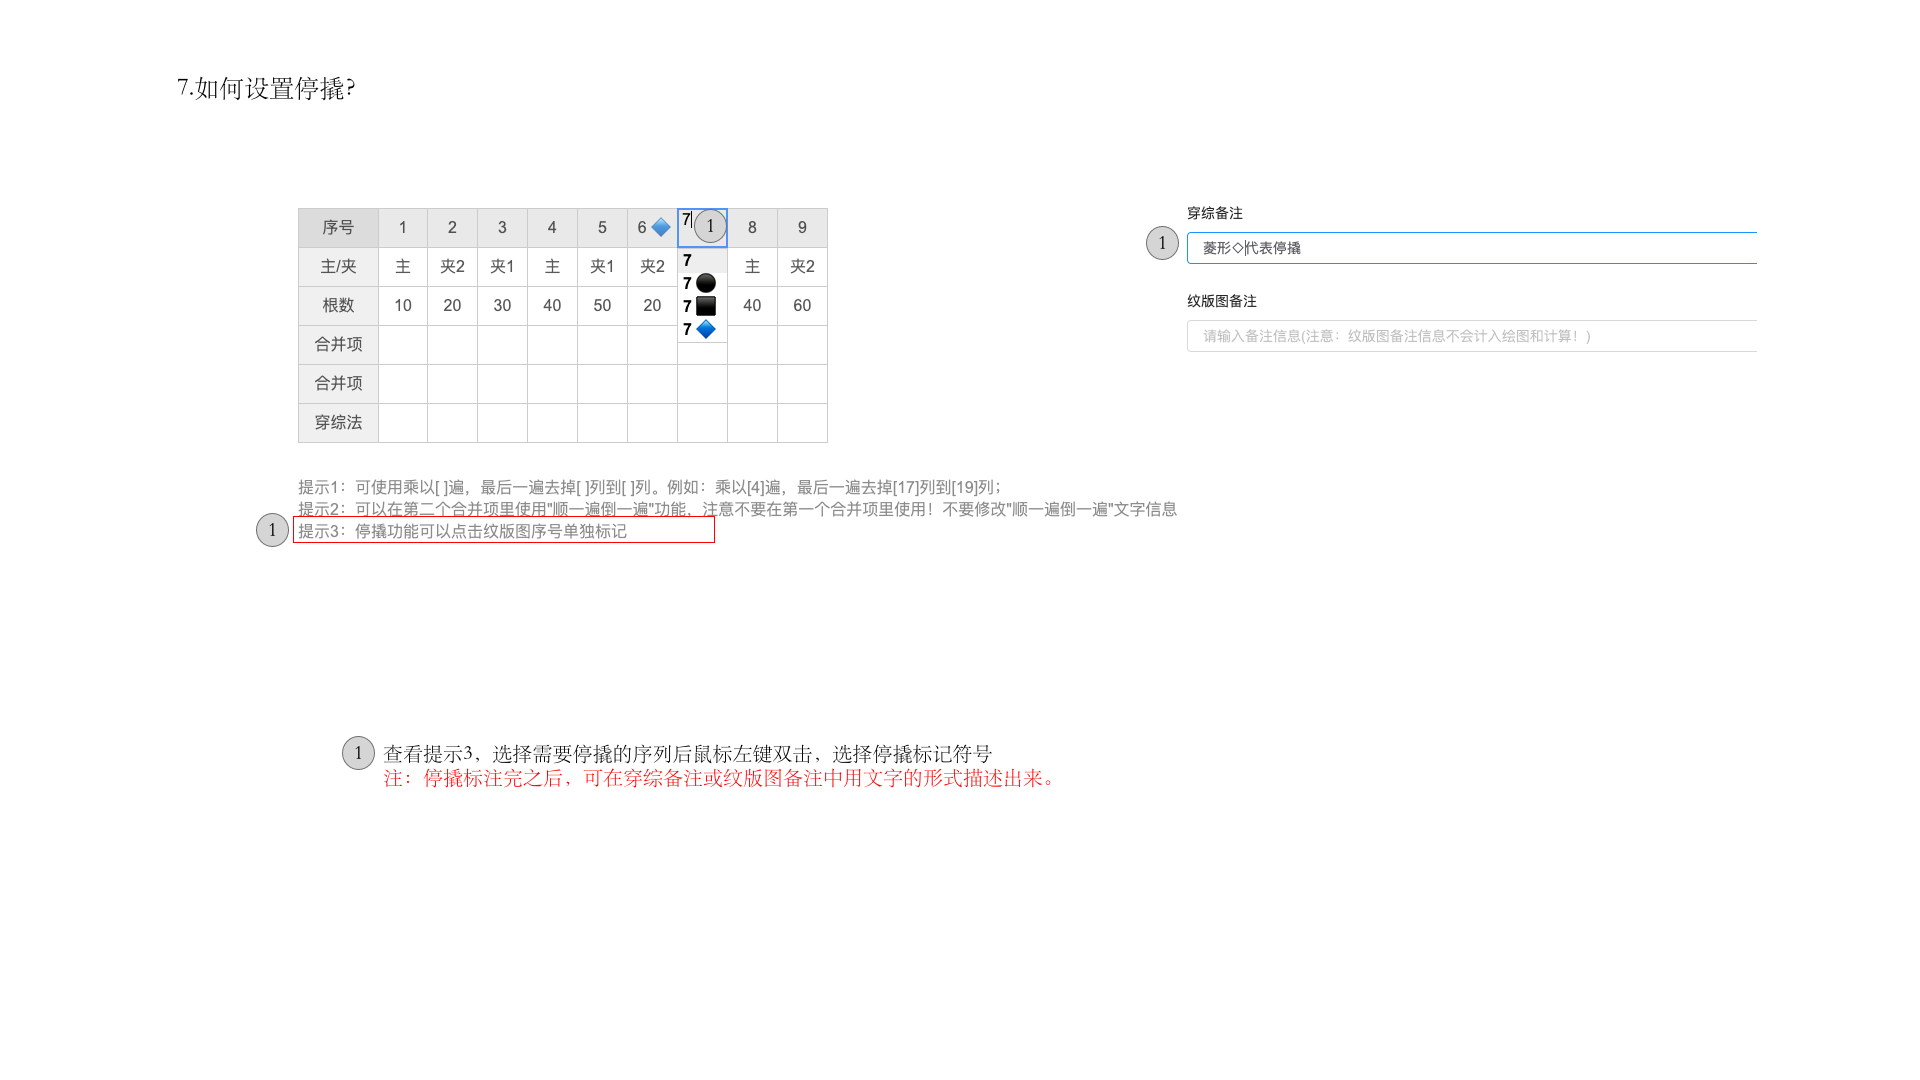 7.如何设置停撬?
序号 1 2 3 4 5 6 7 1 8 9
主/夹 主 夹2 夹1 主 夹1 夹2 7 主 夹2
7
根数 10 20 30 40 50 20 7 40 60
7
合并项
合并项
穿综法
提示1：可使用乘以[ ]遍，最后一遍去掉[ ]列到[ ]列。例如：乘以[4]遍，最后一遍去掉[17]列到[19]列；
提示2：可以在第二个合并项里使用"顺一遍倒一遍"功能，注意不要在第一个合并项里使用！不要修改"顺一遍倒一遍"文字信息
1 提示3：停撬功能可以点击纹版图序号单独标记
穿综备注
1 菱形◇代表停撬
纹版图备注
请输入备注信息(注意：纹版图备注信息不会计入绘图和计算！)
1 查看提示3，选择需要停撬的序列后鼠标左键双击，选择停撬标记符号
注：停撬标注完之后，可在穿综备注或纹版图备注中用文字的形式描述出来。